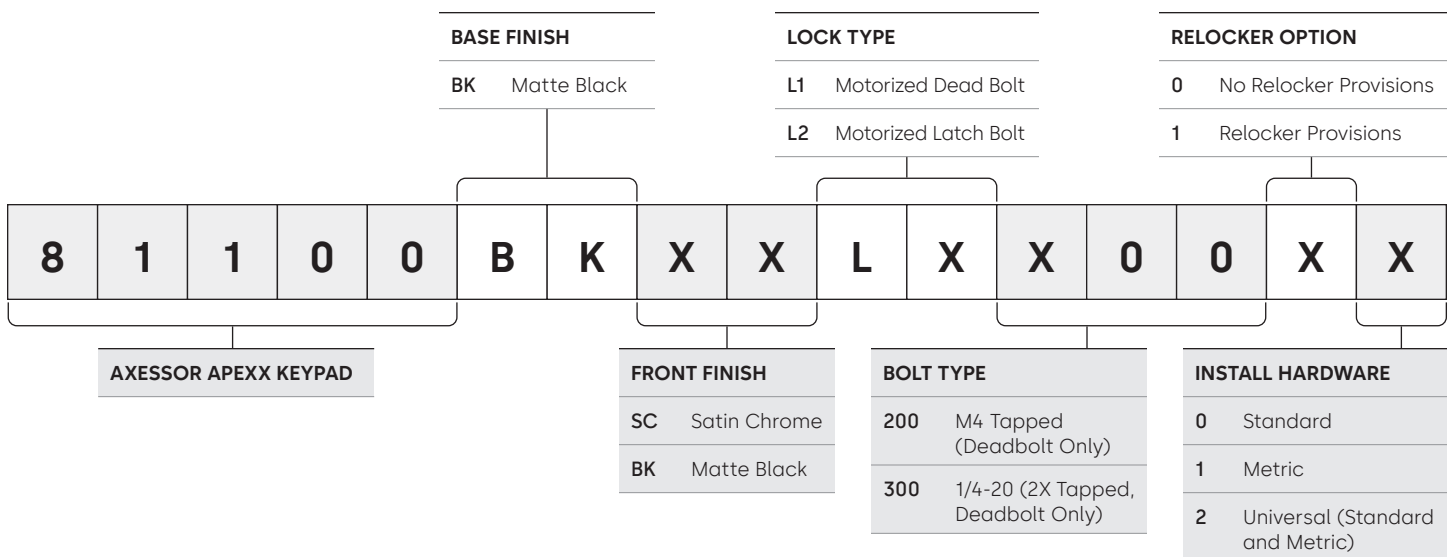 BASE FINISH
BK Matte Black
LOCK TYPE
L1 Motorized Dead Bolt
L2 Motorized Latch Bolt
RELOCKER OPTION
0 No Relocker Provisions
1 Relocker Provisions
8 1 1 0 0 B K X X L X X 0 0 X X
AXESSOR APEXX KEYPAD
FRONT FINISH
SC Satin Chrome
BK Matte Black
BOLT TYPE
200 M4 Tapped
(Deadbolt Only)
300 1/4-20 (2X Tapped,
Deadbolt Only)
INSTALL HARDWARE
0 Standard
1 Metric
2 Universal (Standard
and Metric)